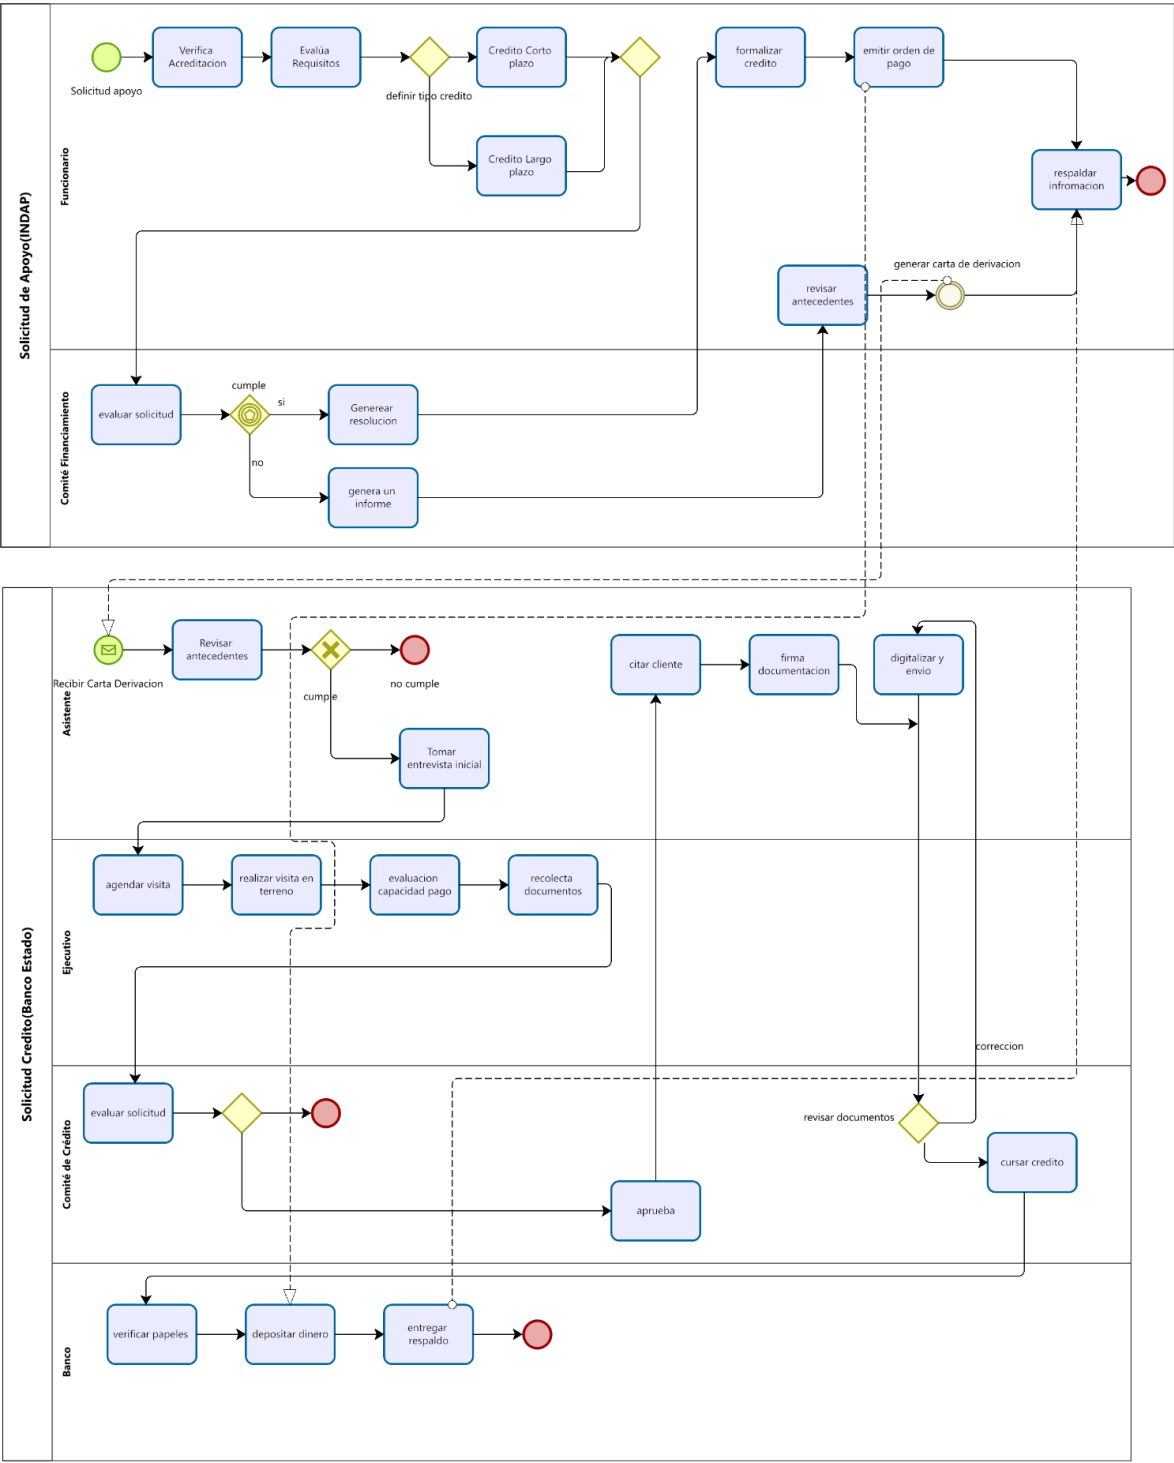 Solicitud de Apoyo(INDAP)
Funcionario
Solicitud apoyo
Verifica
Acreditacion
Evalúa
Requisitos
definir tipo credito
Credito Corto
plazo
Credito Largo
plazo
formalizar
credito
emitir orden de
pago
respaldar
infromacion
generar carta de derivacion
revisar
antecedentes
Comité Financiamiento
evaluar solicitud
cumple
si
no
Generear
resolucion
genera un
informe
Solicitud Credito(Banco Estado)
Asistente
Recibir Carta Derivacion
Revisar
antecedentes
cumple
no cumple
Tomar
entrevista inicial
citar cliente
firma
documentacion
digitalizar y
envio
Ejecutivo
agendar visita
realizar visita en
terreno
evaluacion
capacidad pago
recolecta
documentos
correccion
Comité de Crédito
evaluar solicitud
revisar documentos
cursar credito
aprueba
Banco
verificar papeles
depositar dinero
entregar
respaldo